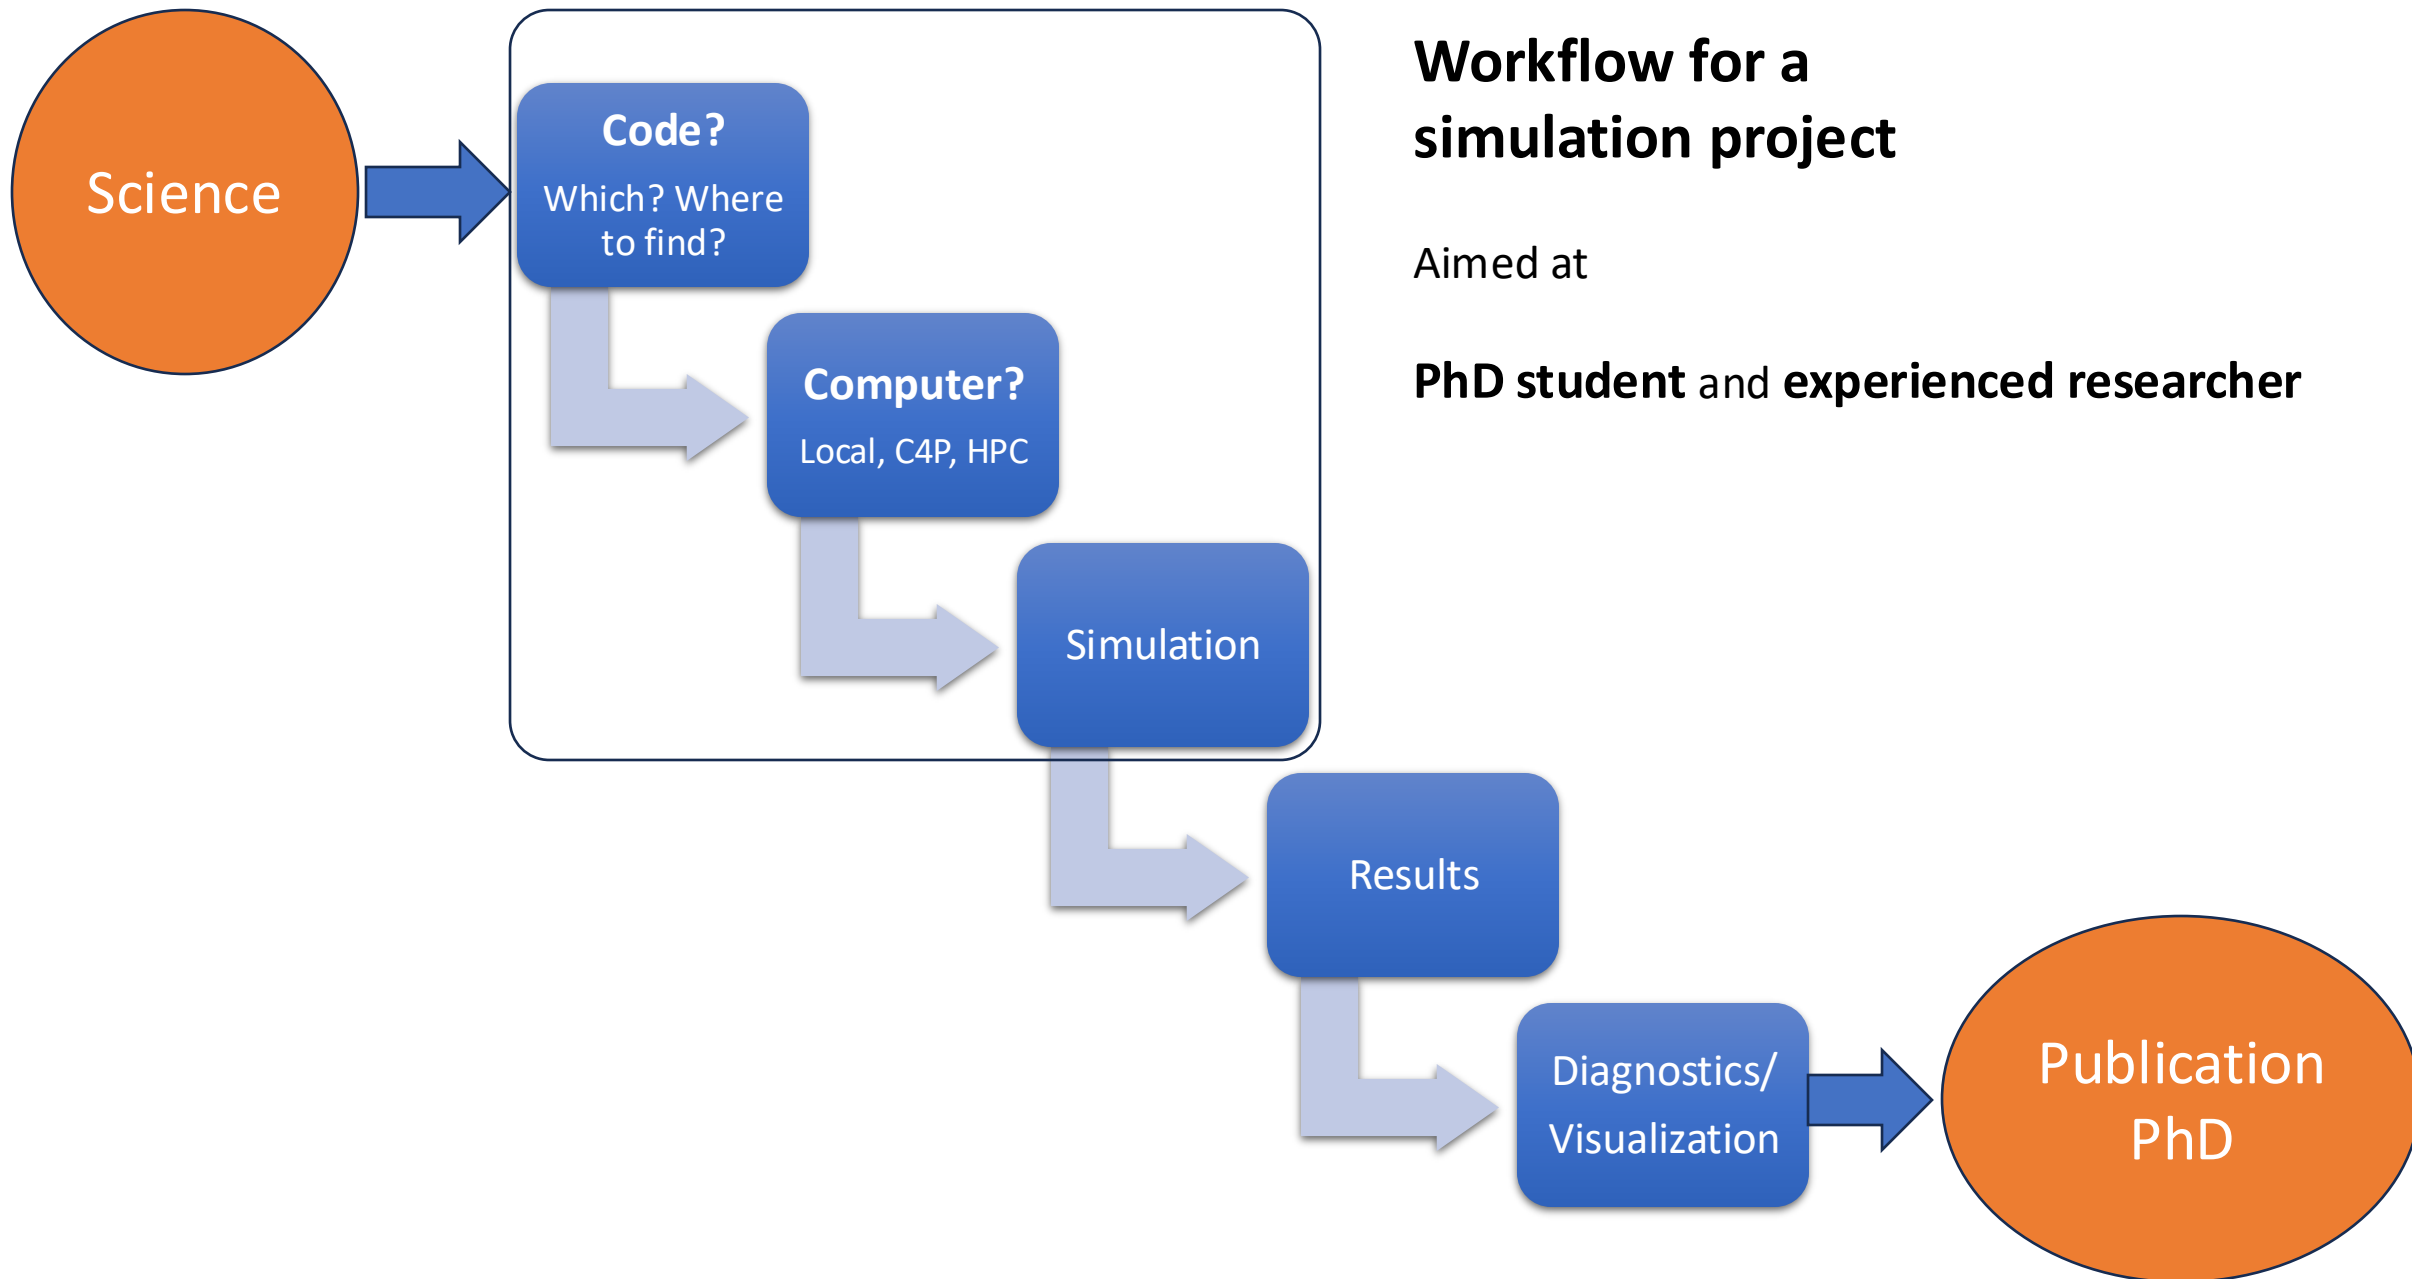 Workflow for a
simulation project
Aimed at
PhD student and experienced researcher
Science
Code?
Which? Where
to find?
Computer?
Local, C4P, HPC
Simulation
Results
Diagnostics/
Visualization
Publication
PhD